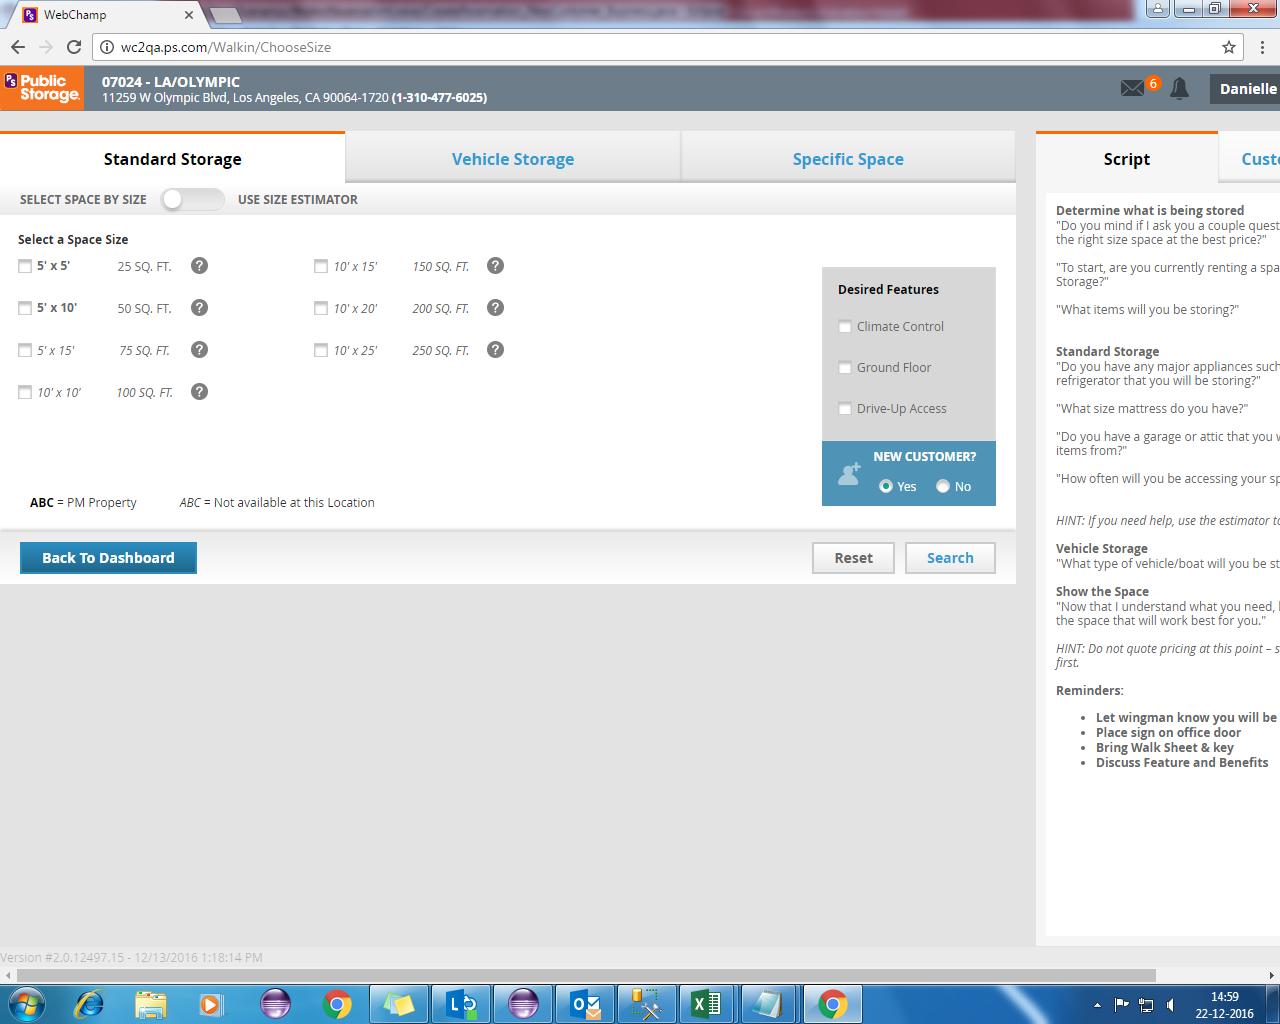 WebChamp
wc2qa.ps.com/Walkin/ChooseSize
PS Public Storage
07024 - LA/OLYMPIC
11259 W Olympic Blvd, Los Angeles, CA 90064-1720 (1-310-477-6025)
6
Danielle
Standard Storage
Vehicle Storage
Specific Space
SELECT SPACE BY SIZE
USE SIZE ESTIMATOR
Select a Space Size
5' x 5' 25 SQ. FT. ?
5' x 10' 50 SQ. FT. ?
5' x 15' 75 SQ. FT. ?
10' x 10' 100 SQ. FT. ?
10' x 15' 150 SQ. FT. ?
10' x 20' 200 SQ. FT. ?
10' x 25' 250 SQ. FT. ?
Desired Features
Climate Control
Ground Floor
Drive-Up Access
NEW CUSTOMER?
Yes No
ABC = PM Property
ABC = Not available at this Location
Back To Dashboard
Reset
Search
Script
Custo
Determine what is being stored
"Do you mind if I ask you a couple quest
the right size space at the best price?"
"To start, are you currently renting a spa
Storage?"
"What items will you be storing?"
Standard Storage
"Do you have any major appliances such
refrigerator that you will be storing?"
"What size mattress do you have?"
"Do you have a garage or attic that you w
items from?"
"How often will you be accessing your sp
HINT: If you need help, use the estimator to
Vehicle Storage
"What type of vehicle/boat will you be st
Show the Space
"Now that I understand what you need,
the space that will work best for you."
HINT: Do not quote pricing at this point – s
first.
Reminders:
• Let wingman know you will be
• Place sign on office door
• Bring Walk Sheet & key
• Discuss Feature and Benefits
Version #2.0.12497.15 - 12/13/2016 1:18:14 PM
14:59
22-12-2016